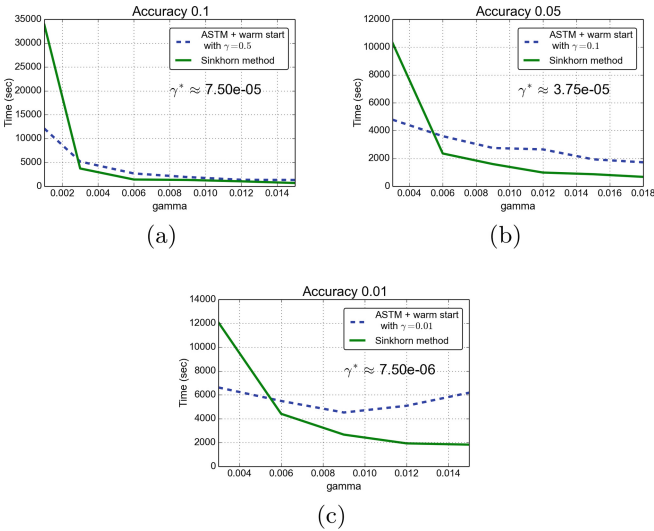 Accuracy 0.1
35000
30000
25000
20000
15000
10000
5000
0
Time (sec)
ASTM + warm start
with γ=0.5
Sinkhorn method
γ* ≈ 7.50e-05
0.002 0.004 0.006 0.008 0.010 0.012 0.014
gamma
(a)
Accuracy 0.05
12000
10000
8000
6000
4000
2000
0
Time (sec)
ASTM + warm start
with γ=0.1
Sinkhorn method
γ* ≈ 3.75e-05
0.004 0.006 0.008 0.010 0.012 0.014 0.016 0.018
gamma
(b)
Accuracy 0.01
14000
12000
10000
8000
6000
4000
2000
0
Time (sec)
ASTM + warm start
with γ=0.01
Sinkhorn method
γ* ≈ 7.50e-06
0.004 0.006 0.008 0.010 0.012 0.014
gamma
(c)